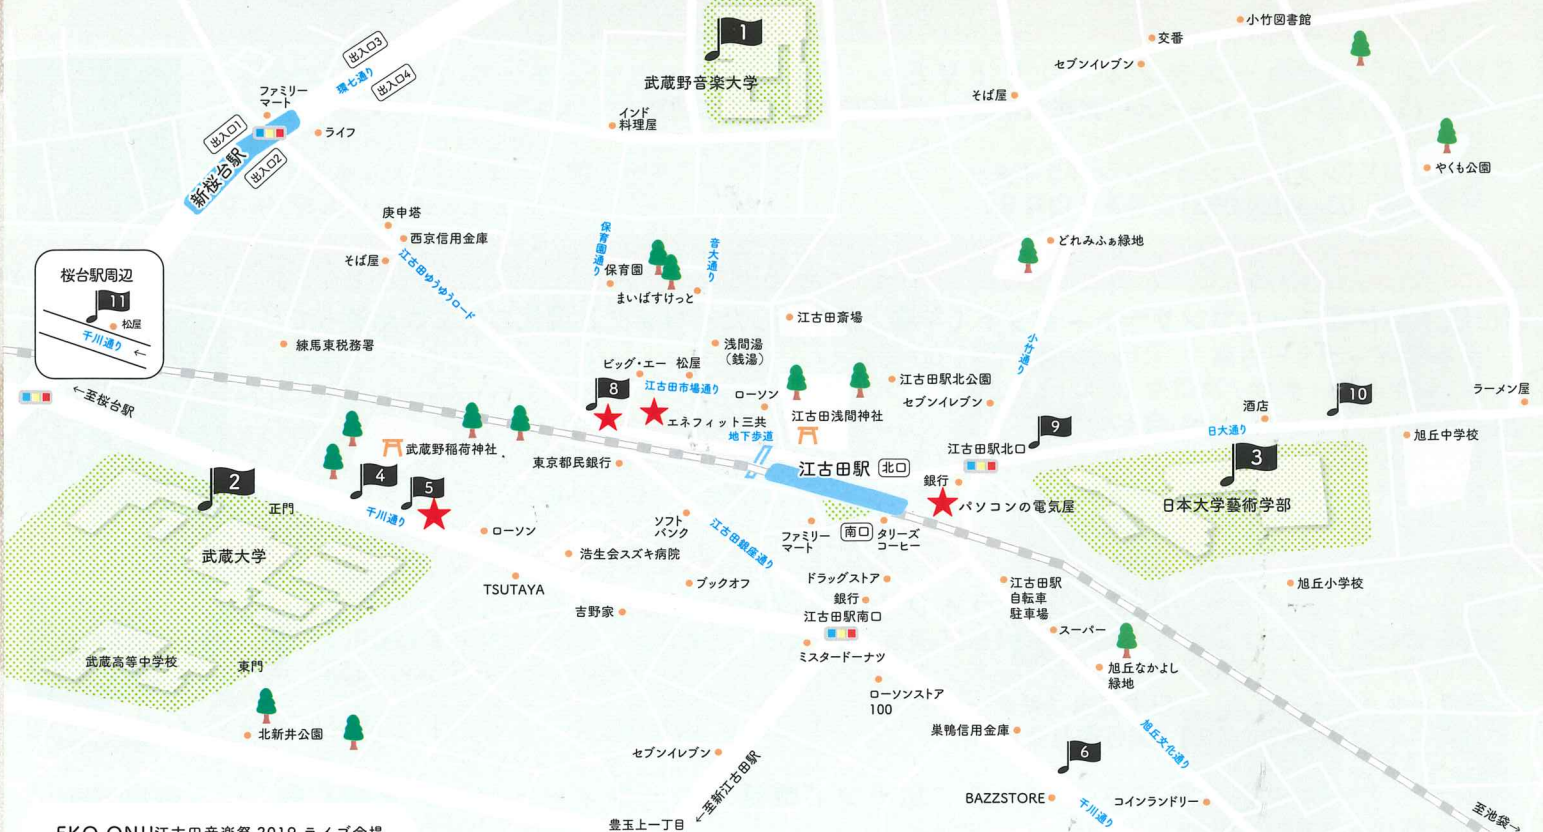 小竹図書館
交番
セブンイレブン
1
武蔵野音楽大学
出入口3
環七通り
出入口4
ファミリー
マート
そば屋
インド
料理屋
出入口1
ライフ
新桜台駅
出入口2
やくも公園
庚申塔
西京信用金庫
そば屋
江古田ゆうゆうロード
保育園通り
保育園
音大通り
まいばすけっと
どれみふぁ緑地
桜台駅周辺
11
松屋
千川通り
←
←至桜台駅
練馬東税務署
江古田斎場
浅間湯
(銭湯)
小竹通り
ビッグ・エー
松屋
江古田市場通り
8
エネフィット三共
ローソン
江古田駅北公園
セブンイレブン
江古田浅間神社
地下歩道
10
ラーメン屋
酒店
日大通り
旭丘中学校
9
江古田駅北口
武蔵野稲荷神社
東京都民銀行
江古田駅
北口
銀行
パソコンの電気屋
3
日本大学藝術学部
2
正門
武蔵大学
4
5
千川通り
ローソン
ソフト
バンク
江古田銀座通り
ファミリー
マート
南口
タリーズ
コーヒー
浩生会スズキ病院
TSUTAYA
ブックオフ
ドラッグストア
銀行
江古田駅南口
吉野家
ミスタードーナツ
江古田駅
自転車
駐車場
スーパー
旭丘小学校
旭丘なかよし
緑地
武蔵高等中学校
東門
北新井公園
ローソンストア
100
巣鴨信用金庫
旭丘文化通り
セブンイレブン
←至新江古田駅
6
BAZZSTORE
千川通り
コインランドリー
至池袋→
豊玉上一丁目
EKO-ON!!江古田音楽祭 2019 ライブ会場